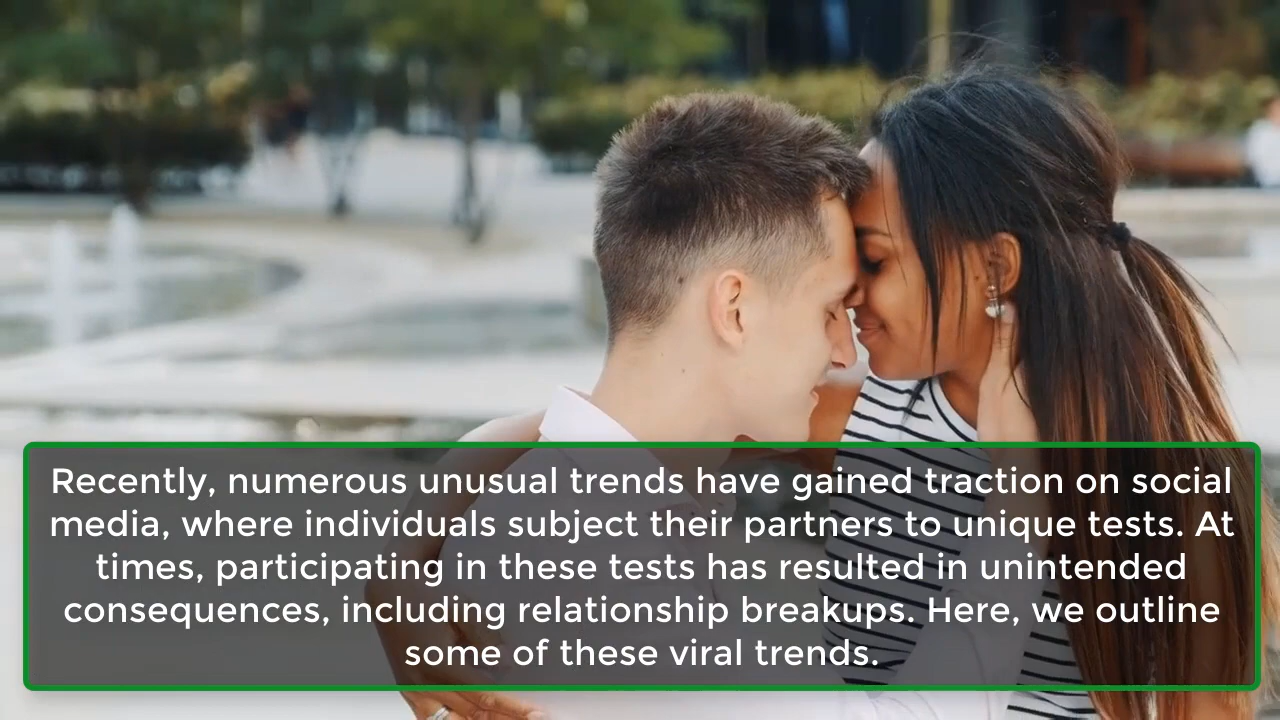 Recently, numerous unusual trends have gained traction on social
media, where individuals subject their partners to unique tests. At
times, participating in these tests has resulted in unintended
consequences, including relationship breakups. Here, we outline
some of these viral trends.